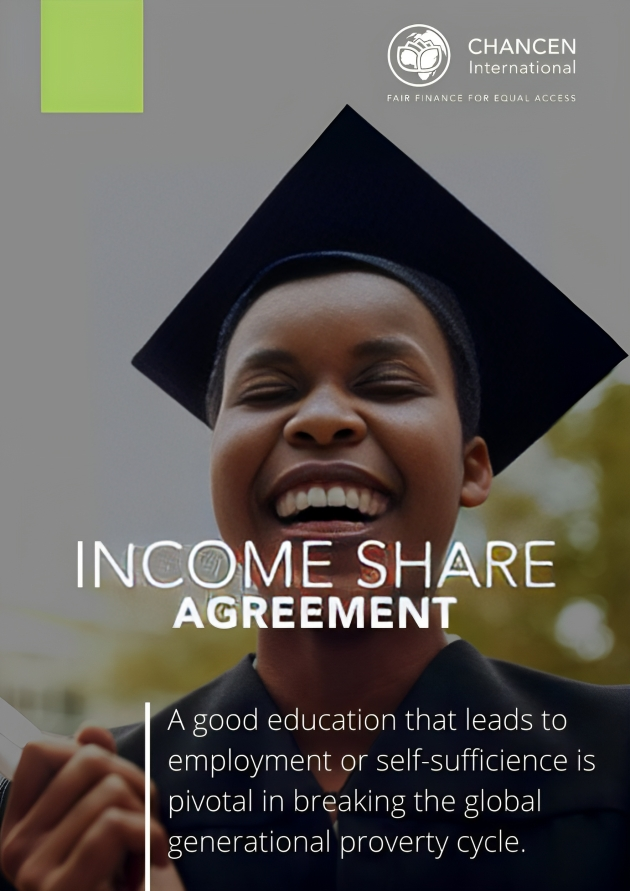 CHANCEN
International
FAIR FINANCE FOR EQUAL ACCESS
INCOME SHARE
AGREEMENT
A good education that leads to
employment or self-sufficience is
pivotal in breaking the global
generational proverty cycle.